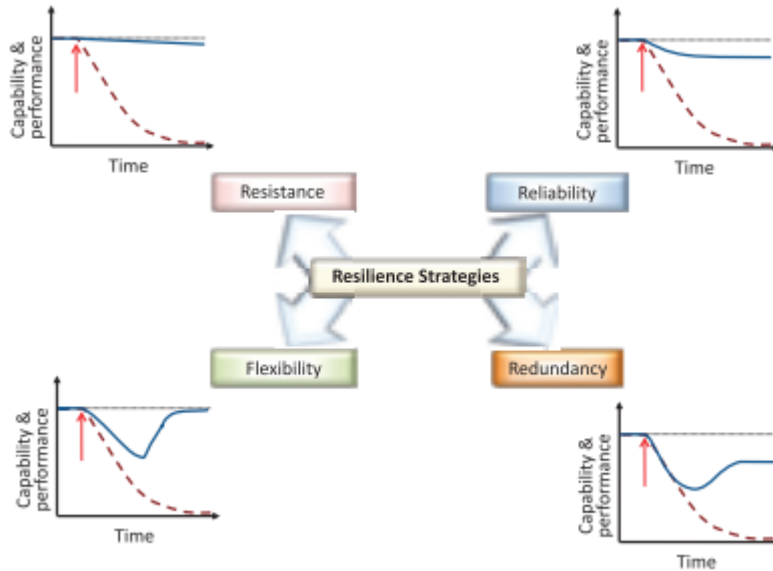 Capability &
performance
Time
Capability &
performance
Time
Resistance
Reliability
Resilience Strategies
Flexibility
Redundancy
Capability &
performance
Time
Capability &
performance
Time